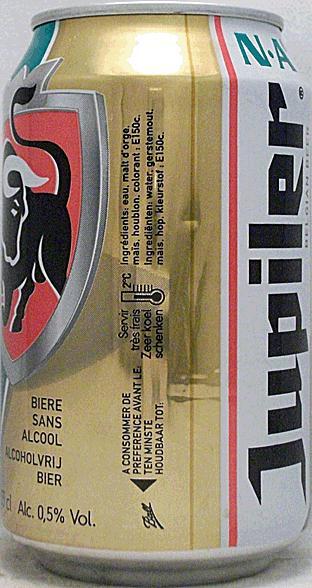 N·A
Jupiler®
Ingrédients: eau, malt d'orge,
maïs, houblon, colorant: E150c.
Ingrediënten: water, gerstemout,
maïs, hop, kleurstof: E150c.
2°C
Servir
très frais
Zeer koel
schenken
A CONSOMMER DE
PREFERENCE AVANT LE:
TEN MINSTE
HOUDBAAR TOT:
BIERE
SANS
ALCOOL
ALCOHOLVRIJ
BIER
cl Alc. 0,5% Vol.
Ball